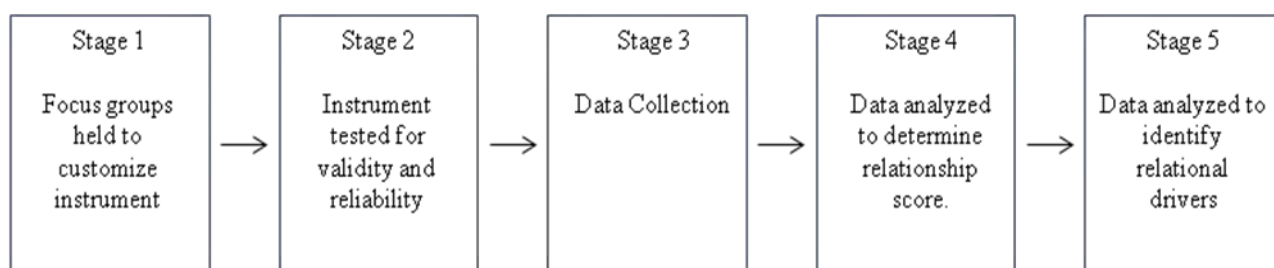 Stage 1
Focus groups
held to
customize
instrument
Stage 2
Instrument
tested for
validity and
reliability
Stage 3
Data Collection
Stage 4
Data analyzed
to determine
relationship
score.
Stage 5
Data analyzed to
identify
relational
drivers